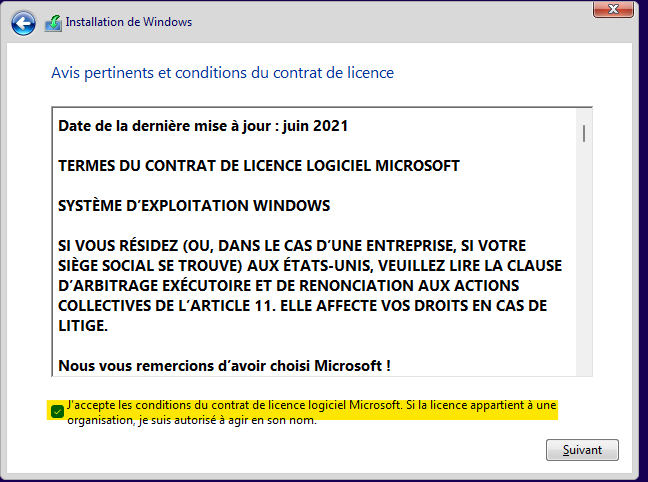 Installation de Windows
Avis pertinents et conditions du contrat de licence
Date de la dernière mise à jour : juin 2021
TERMES DU CONTRAT DE LICENCE LOGICIEL MICROSOFT
SYSTÈME D’EXPLOITATION WINDOWS
SI VOUS RÉSIDEZ (OU, DANS LE CAS D’UNE ENTREPRISE, SI VOTRE
SIÈGE SOCIAL SE TROUVE) AUX ÉTATS-UNIS, VEUILLEZ LIRE LA CLAUSE
D’ARBITRAGE EXÉCUTOIRE ET DE RENONCIATION AUX ACTIONS
COLLECTIVES DE L’ARTICLE 11. ELLE AFFECTE VOS DROITS EN CAS DE
LITIGE.
Nous vous remercions d’avoir choisi Microsoft !
J’accepte les conditions du contrat de licence logiciel Microsoft. Si la licence appartient à une
organisation, je suis autorisé à agir en son nom.
Suivant